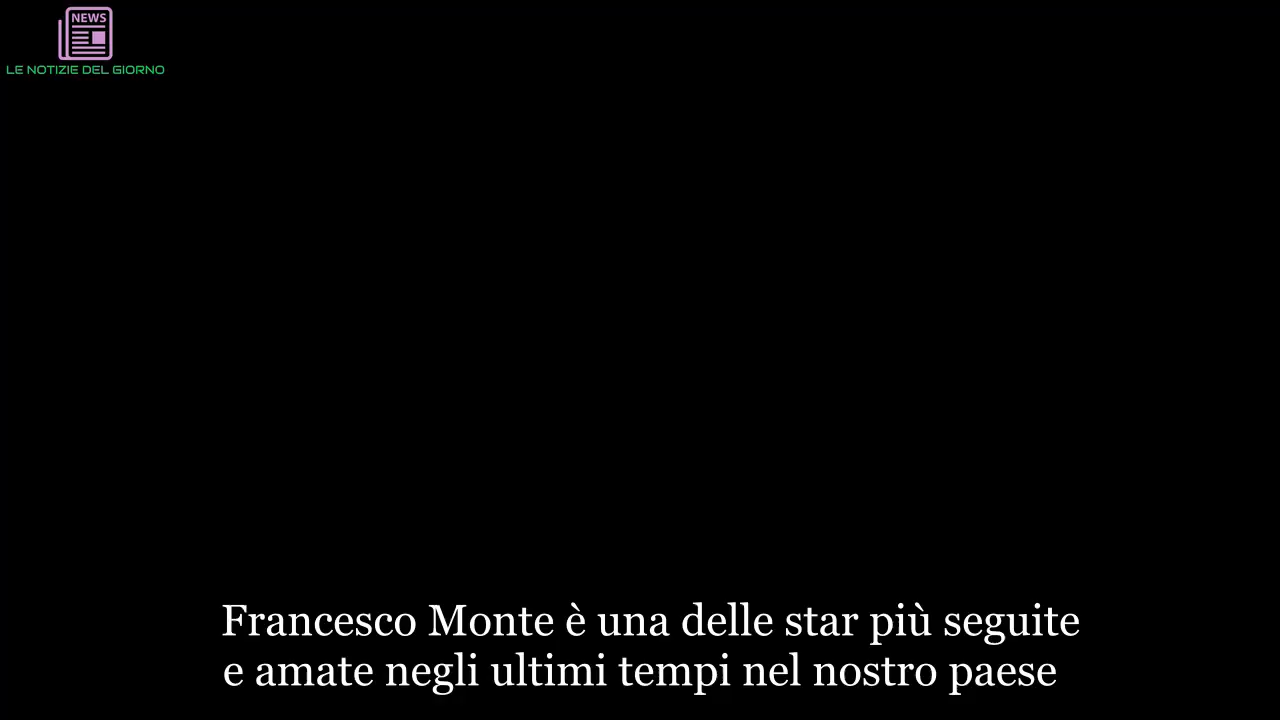 NEWS
LE NOTIZIE DEL GIORNO
Francesco Monte è una delle star più seguite
e amate negli ultimi tempi nel nostro paese